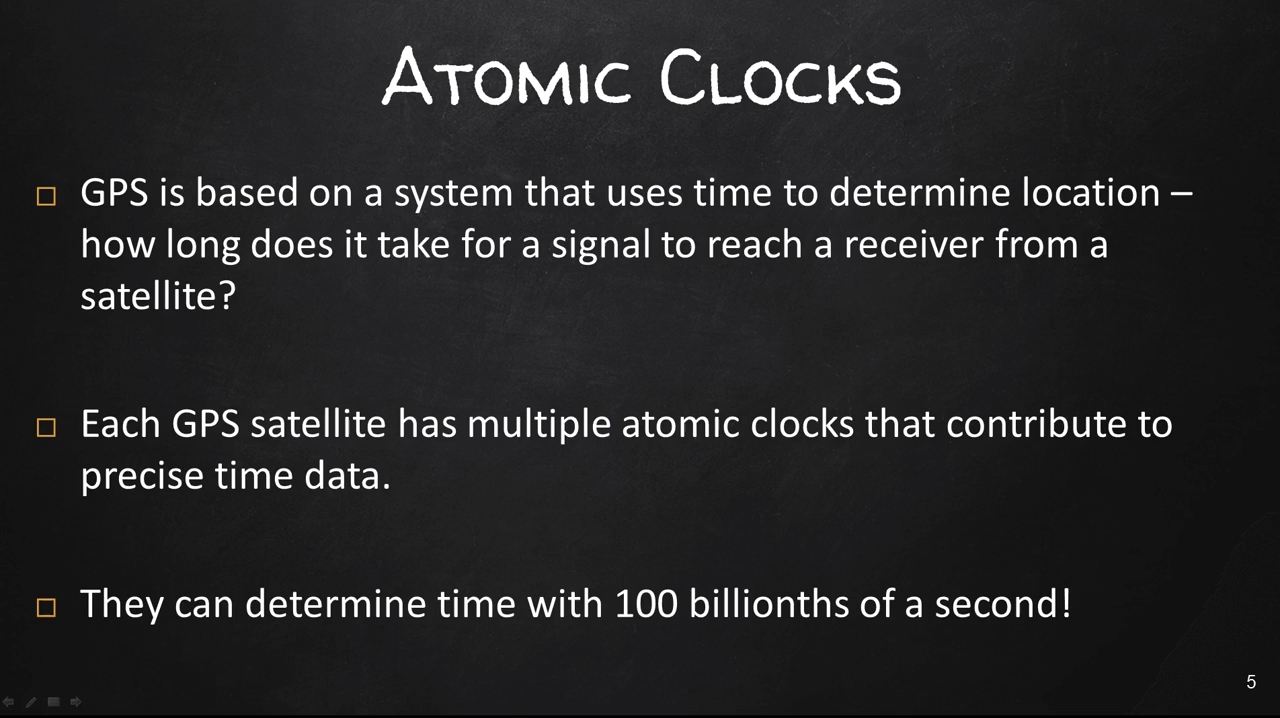 Atomic Clocks
GPS is based on a system that uses time to determine location –
how long does it take for a signal to reach a receiver from a
satellite?
Each GPS satellite has multiple atomic clocks that contribute to
precise time data.
They can determine time with 100 billionths of a second!
5